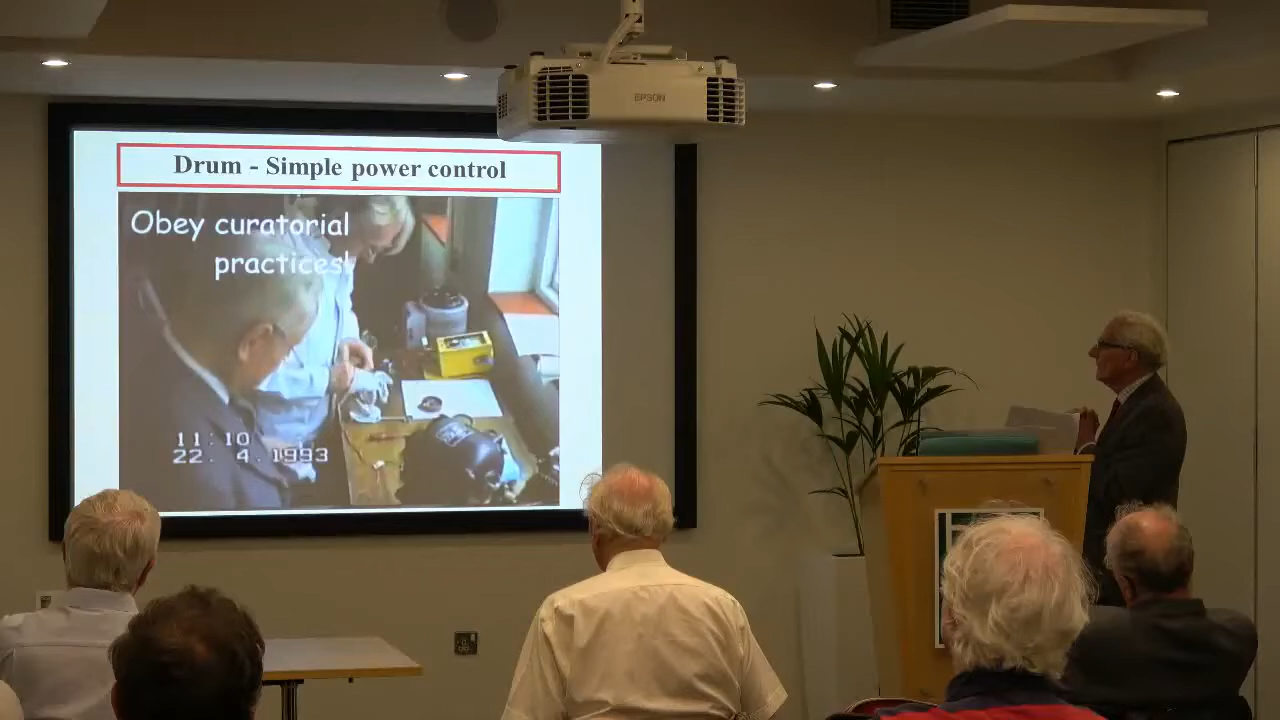 EPSON
Drum - Simple power control
Obey curatorial
practices!
11:10
22. 4.1993